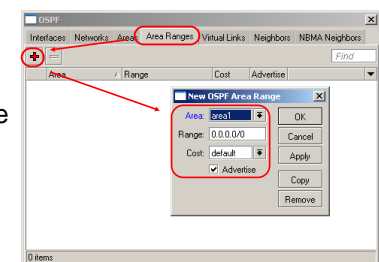 OSPF
Interfaces Networks Areas Area Ranges Virtual Links Neighbors NBMA Neighbors
Find
Area Range Cost Advertise
New OSPF Area Range
Area: area1 OK
Range: 0.0.0.0/0 Cancel
Cost: default Apply
Advertise
Copy
Remove
e
0 items